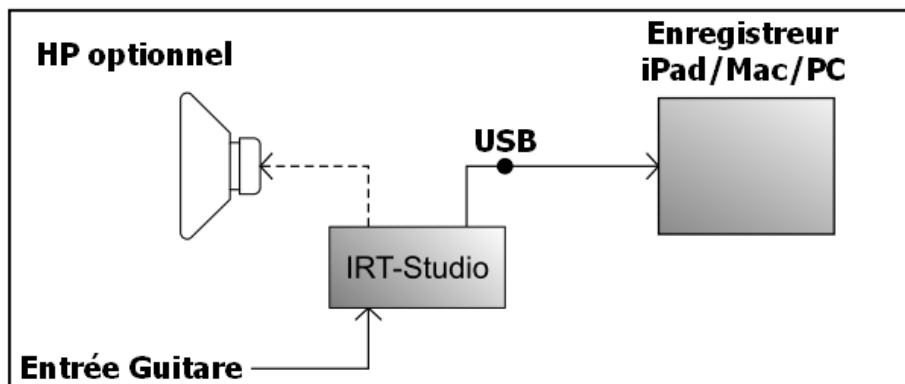 HP optionnel
Enregistreur
iPad/Mac/PC
USB
IRT-Studio
Entrée Guitare